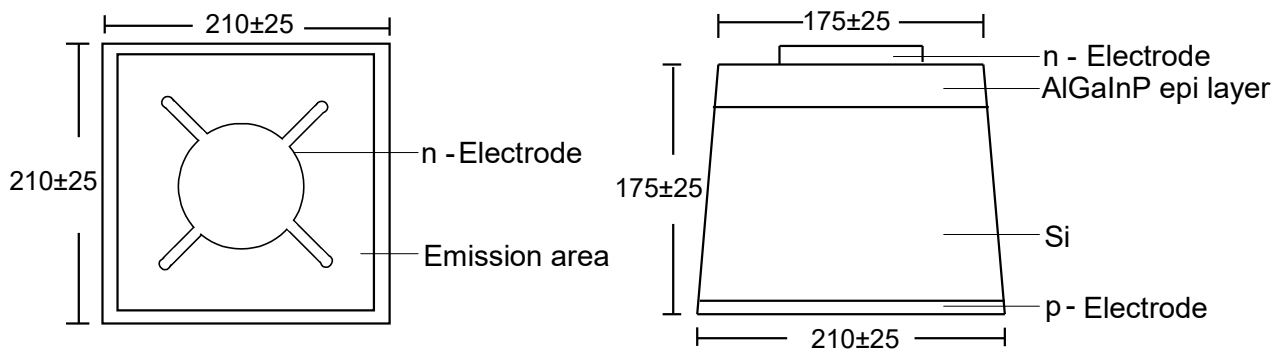 210±25
210±25
n - Electrode
Emission area
175±25
n - Electrode
AlGaInP epi layer
175±25
Si
p - Electrode
210±25